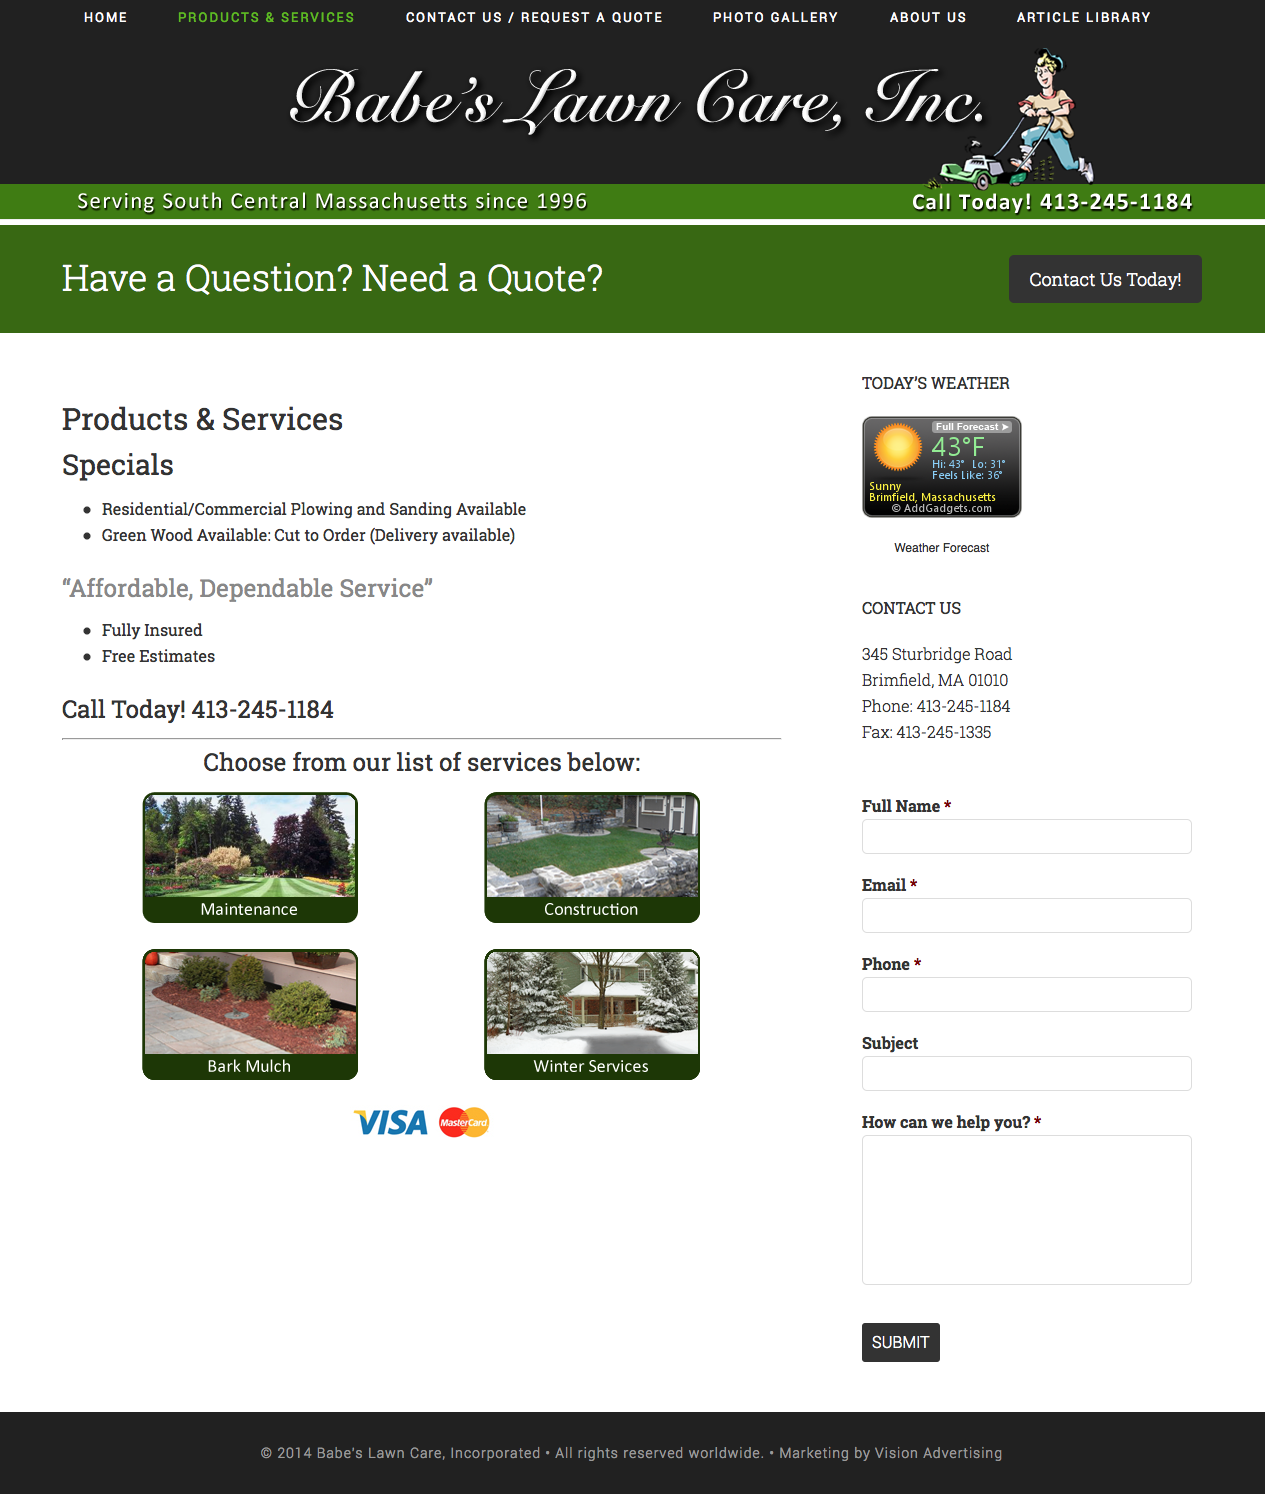 HOME
PRODUCTS & SERVICES
CONTACT US / REQUEST A QUOTE
PHOTO GALLERY
ABOUT US
ARTICLE LIBRARY
Babe's Lawn Care, Inc.
Serving South Central Massachusetts since 1996
Call Today! 413-245-1184
Have a Question? Need a Quote?
Contact Us Today!
Products & Services
Specials
Residential/Commercial Plowing and Sanding Available
Green Wood Available: Cut to Order (Delivery available)
“Affordable, Dependable Service”
Fully Insured
Free Estimates
Call Today! 413-245-1184
Choose from our list of services below:
Maintenance
Construction
Bark Mulch
Winter Services
VISA
MasterCard
TODAY’S WEATHER
Full Forecast ➤
43°F
Hi: 43° Lo: 31°
Feels Like: 36°
Sunny
Brimfield, Massachusetts
© AddGadgets.com
Weather Forecast
CONTACT US
345 Sturbridge Road
Brimfield, MA 01010
Phone: 413-245-1184
Fax: 413-245-1335
Full Name *
Email *
Phone *
Subject
How can we help you? *
SUBMIT
© 2014 Babe's Lawn Care, Incorporated • All rights reserved worldwide. • Marketing by Vision Advertising